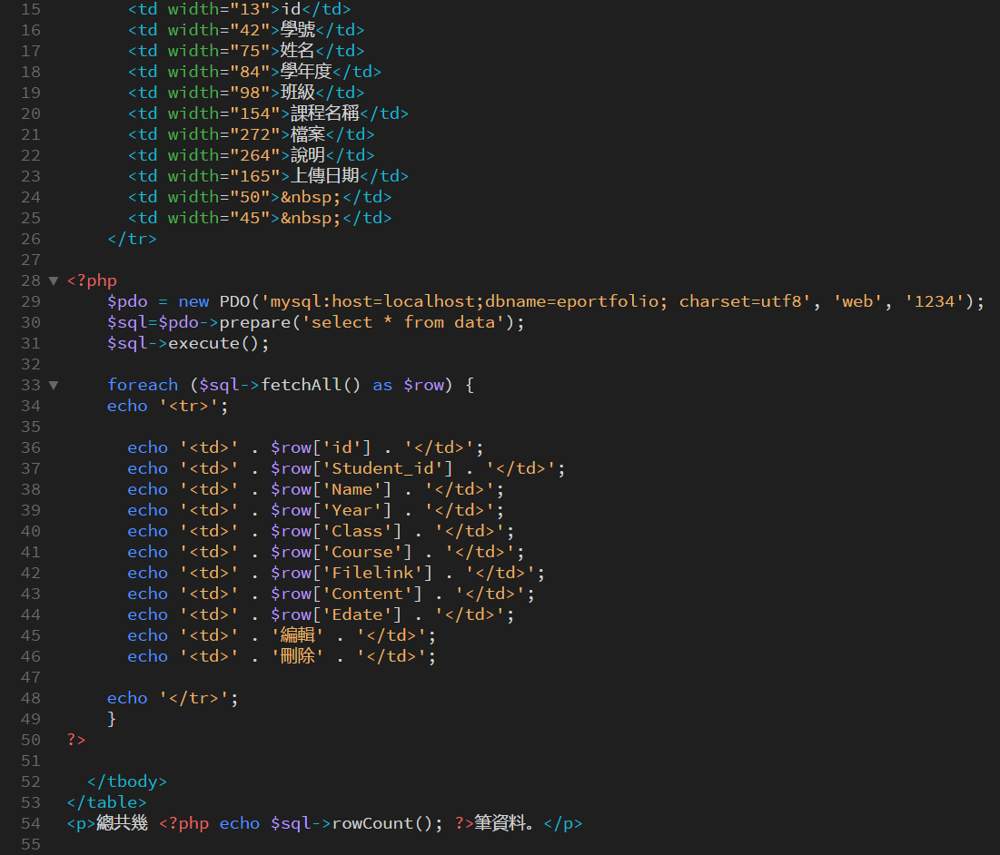 15 <td width="13">id</td>
16 <td width="42">學號</td>
17 <td width="75">姓名</td>
18 <td width="84">學年度</td>
19 <td width="98">班級</td>
20 <td width="154">課程名稱</td>
21 <td width="272">檔案</td>
22 <td width="264">說明</td>
23 <td width="165">上傳日期</td>
24 <td width="50">&nbsp;</td>
25 <td width="45">&nbsp;</td>
26 </tr>
27
28 <?php
29 $pdo = new PDO('mysql:host=localhost;dbname=eportfolio; charset=utf8', 'web', '1234');
30 $sql=$pdo->prepare('select * from data');
31 $sql->execute();
32
33 foreach ($sql->fetchAll() as $row) {
34 echo '<tr>';
35
36 echo '<td>' . $row['id'] . '</td>';
37 echo '<td>' . $row['Student_id'] . '</td>';
38 echo '<td>' . $row['Name'] . '</td>';
39 echo '<td>' . $row['Year'] . '</td>';
40 echo '<td>' . $row['Class'] . '</td>';
41 echo '<td>' . $row['Course'] . '</td>';
42 echo '<td>' . $row['Filelink'] . '</td>';
43 echo '<td>' . $row['Content'] . '</td>';
44 echo '<td>' . $row['Edate'] . '</td>';
45 echo '<td>' . '編輯' . '</td>';
46 echo '<td>' . '刪除' . '</td>';
47
48 echo '</tr>';
49 }
50 ?>
51
52 </tbody>
53 </table>
54 <p>總共幾 <?php echo $sql->rowCount(); ?>筆資料。</p>
55